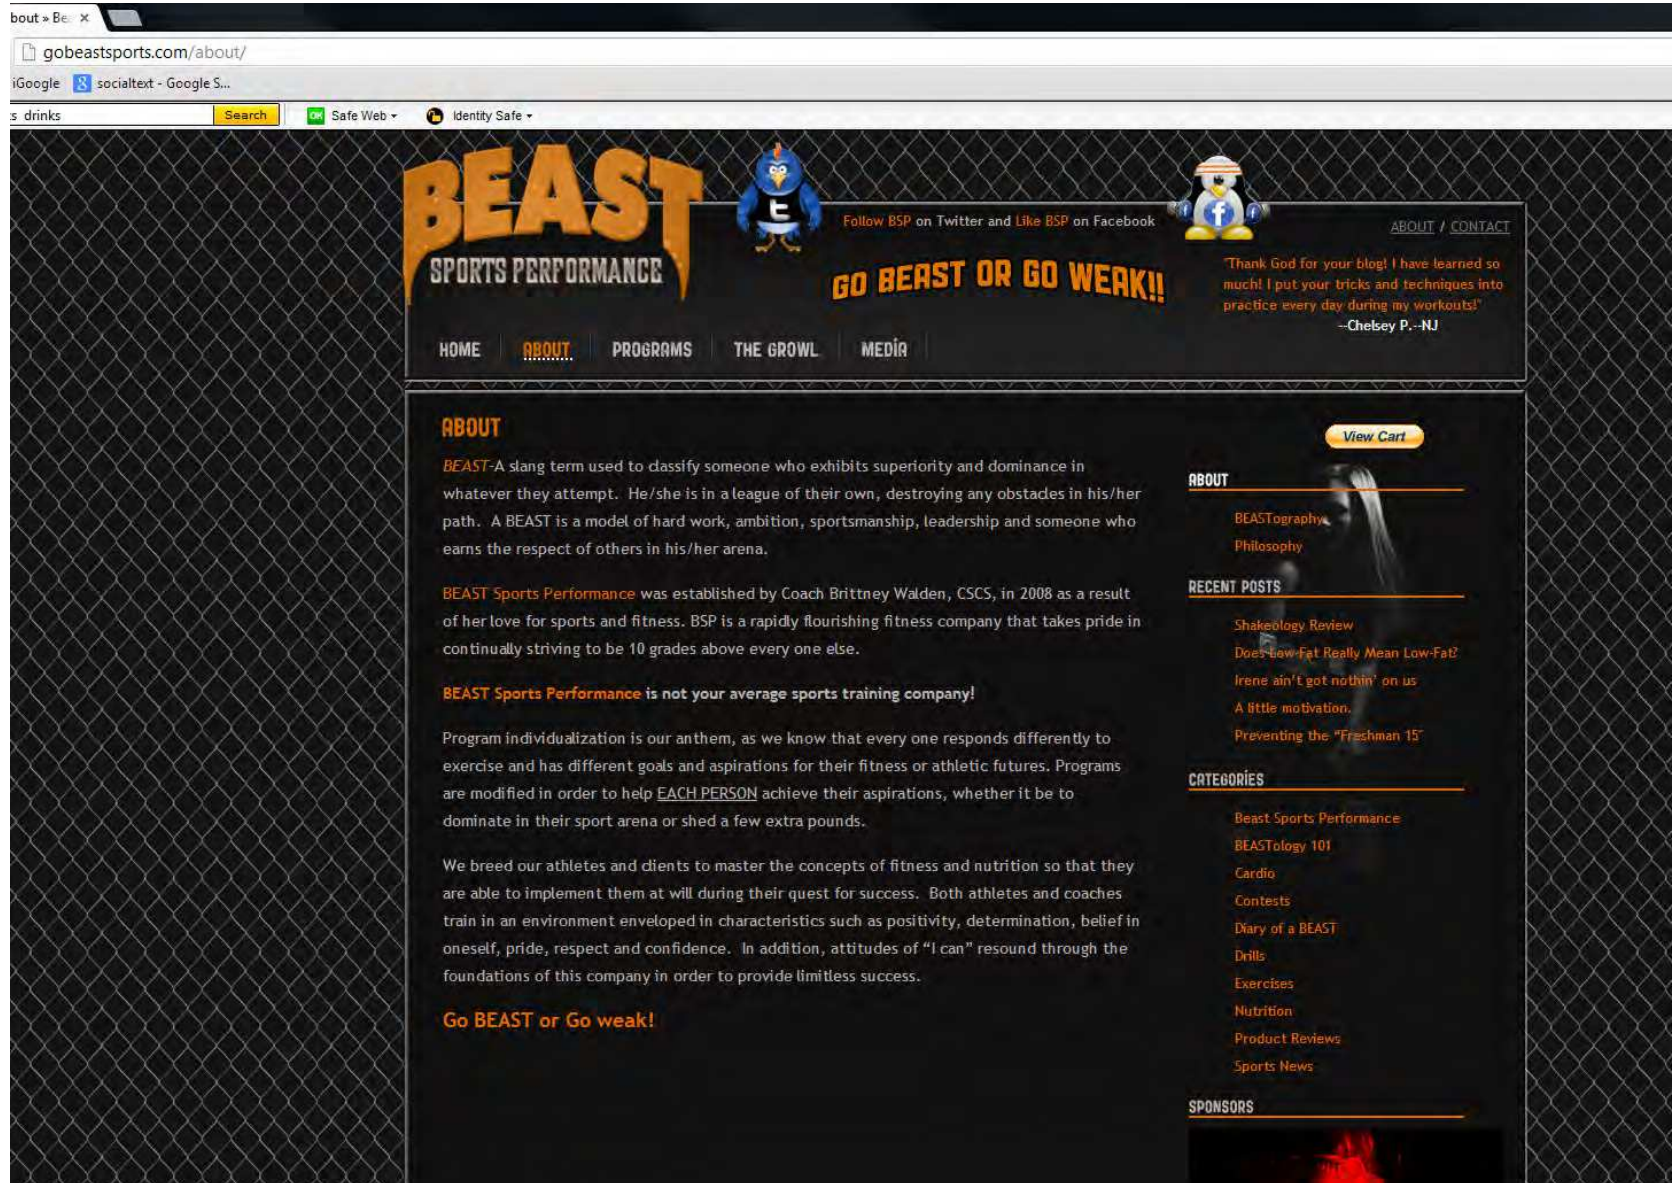 bout » Be
gobeastsports.com/about/
iGoogle socialtext - Google S...
s drinks Search Safe Web Identity Safe
BEAST
SPORTS PERFORMANCE
Follow BSP on Twitter and Like BSP on Facebook
ABOUT / CONTACT
GO BEAST OR GO WEAK!!
"Thank God for your blog! I have learned so
much! I put your tricks and techniques into
practice every day during my workouts!"
--Chelsey P.--NJ
HOME ABOUT PROGRAMS THE GROWL MEDIA
ABOUT
BEAST-A slang term used to classify someone who exhibits superiority and dominance in
whatever they attempt. He/she is in a league of their own, destroying any obstacles in his/her
path. A BEAST is a model of hard work, ambition, sportsmanship, leadership and someone who
earns the respect of others in his/her arena.
BEAST Sports Performance was established by Coach Brittney Walden, CSCS, in 2008 as a result
of her love for sports and fitness. BSP is a rapidly flourishing fitness company that takes pride in
continually striving to be 10 grades above every one else.
BEAST Sports Performance is not your average sports training company!
Program individualization is our anthem, as we know that every one responds differently to
exercise and has different goals and aspirations for their fitness or athletic futures. Programs
are modified in order to help EACH PERSON achieve their aspirations, whether it be to
dominate in their sport arena or shed a few extra pounds.
We breed our athletes and clients to master the concepts of fitness and nutrition so that they
are able to implement them at will during their quest for success. Both athletes and coaches
train in an environment enveloped in characteristics such as positivity, determination, belief in
oneself, pride, respect and confidence. In addition, attitudes of “I can” resound through the
foundations of this company in order to provide limitless success.
Go BEAST or Go weak!
View Cart
ABOUT
BEASTography
Philosophy
RECENT POSTS
Shakeology Review
Does Low-Fat Really Mean Low-Fat?
Irene ain’t got nothin’ on us
A little motivation.
Preventing the “Freshman 15″
CATEGORIES
Beast Sports Performance
BEASTology 101
Cardio
Contests
Diary of a BEAST
Drills
Exercises
Nutrition
Product Reviews
Sports News
SPONSORS